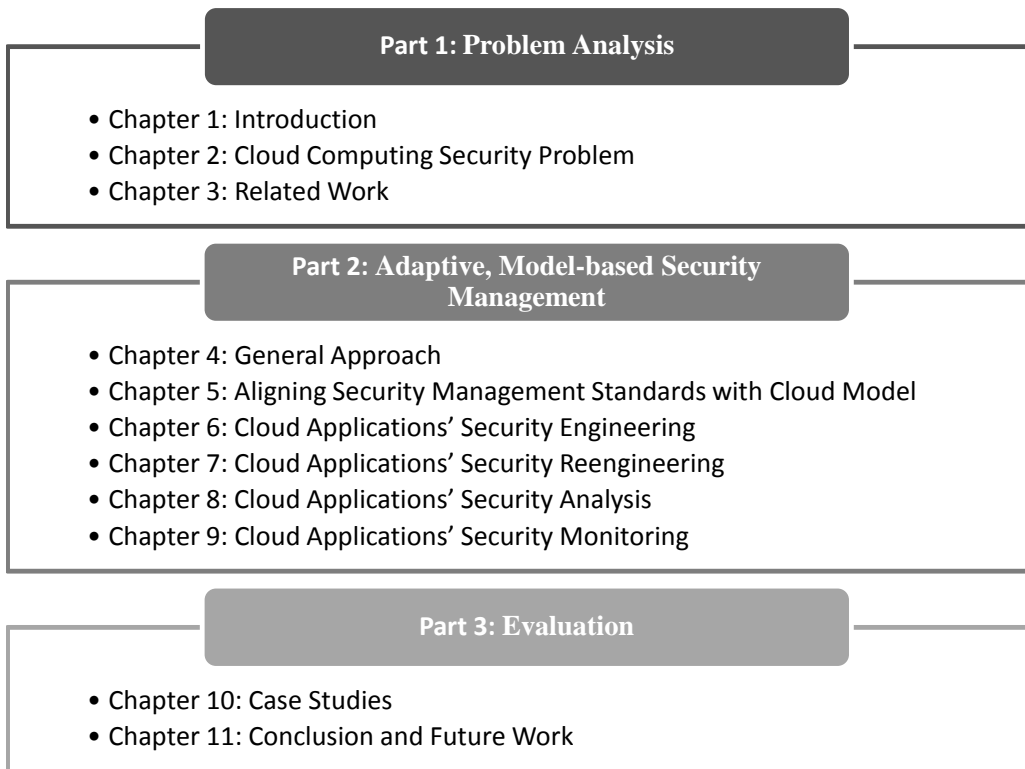 Part 1: Problem Analysis
• Chapter 1: Introduction
• Chapter 2: Cloud Computing Security Problem
• Chapter 3: Related Work
Part 2: Adaptive, Model-based Security
Management
• Chapter 4: General Approach
• Chapter 5: Aligning Security Management Standards with Cloud Model
• Chapter 6: Cloud Applications’ Security Engineering
• Chapter 7: Cloud Applications’ Security Reengineering
• Chapter 8: Cloud Applications’ Security Analysis
• Chapter 9: Cloud Applications’ Security Monitoring
Part 3: Evaluation
• Chapter 10: Case Studies
• Chapter 11: Conclusion and Future Work